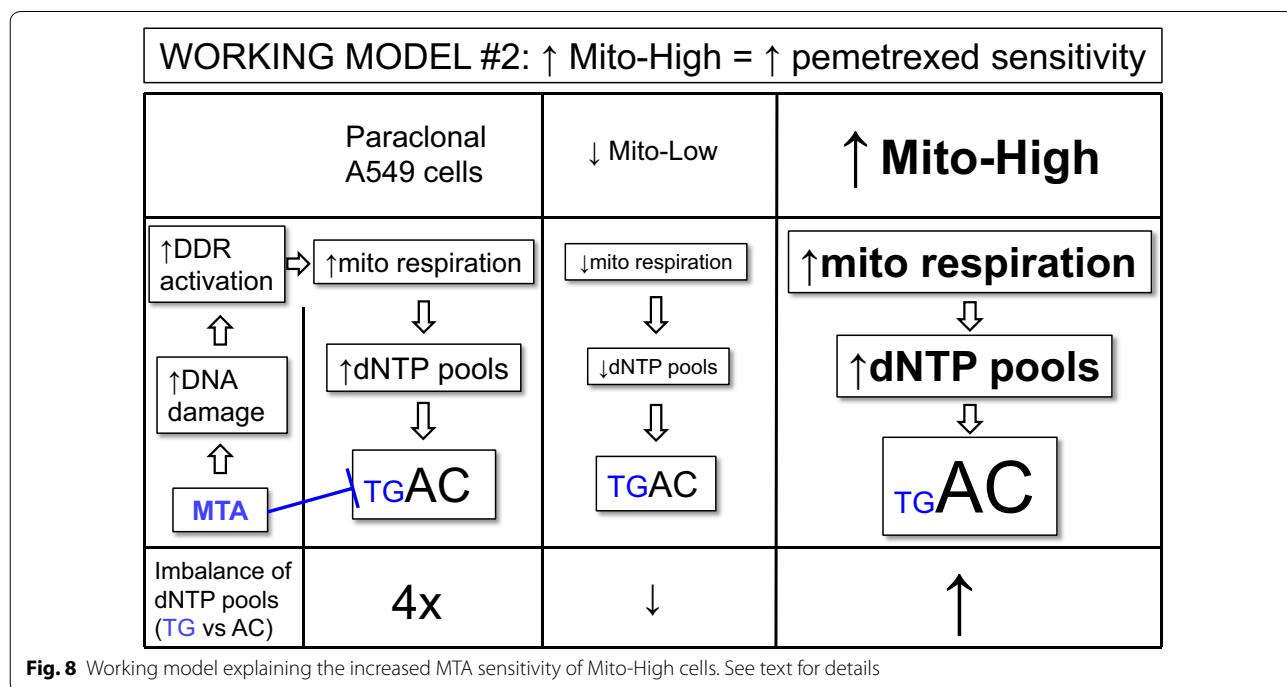 WORKING MODEL #2: ↑ Mito-High = ↑ pemetrexed sensitivity
Paraclonal
A549 cells
↓ Mito-Low
↑ Mito-High
↑DDR
activation
↑mito respiration
↓mito respiration
↑mito respiration
↑DNA
damage
↑dNTP pools
↓dNTP pools
↑dNTP pools
MTA
TGAC
TGAC
TGAC
Imbalance of
dNTP pools
(TG vs AC)
4x
↓
↑
Fig. 8 Working model explaining the increased MTA sensitivity of Mito-High cells. See text for details